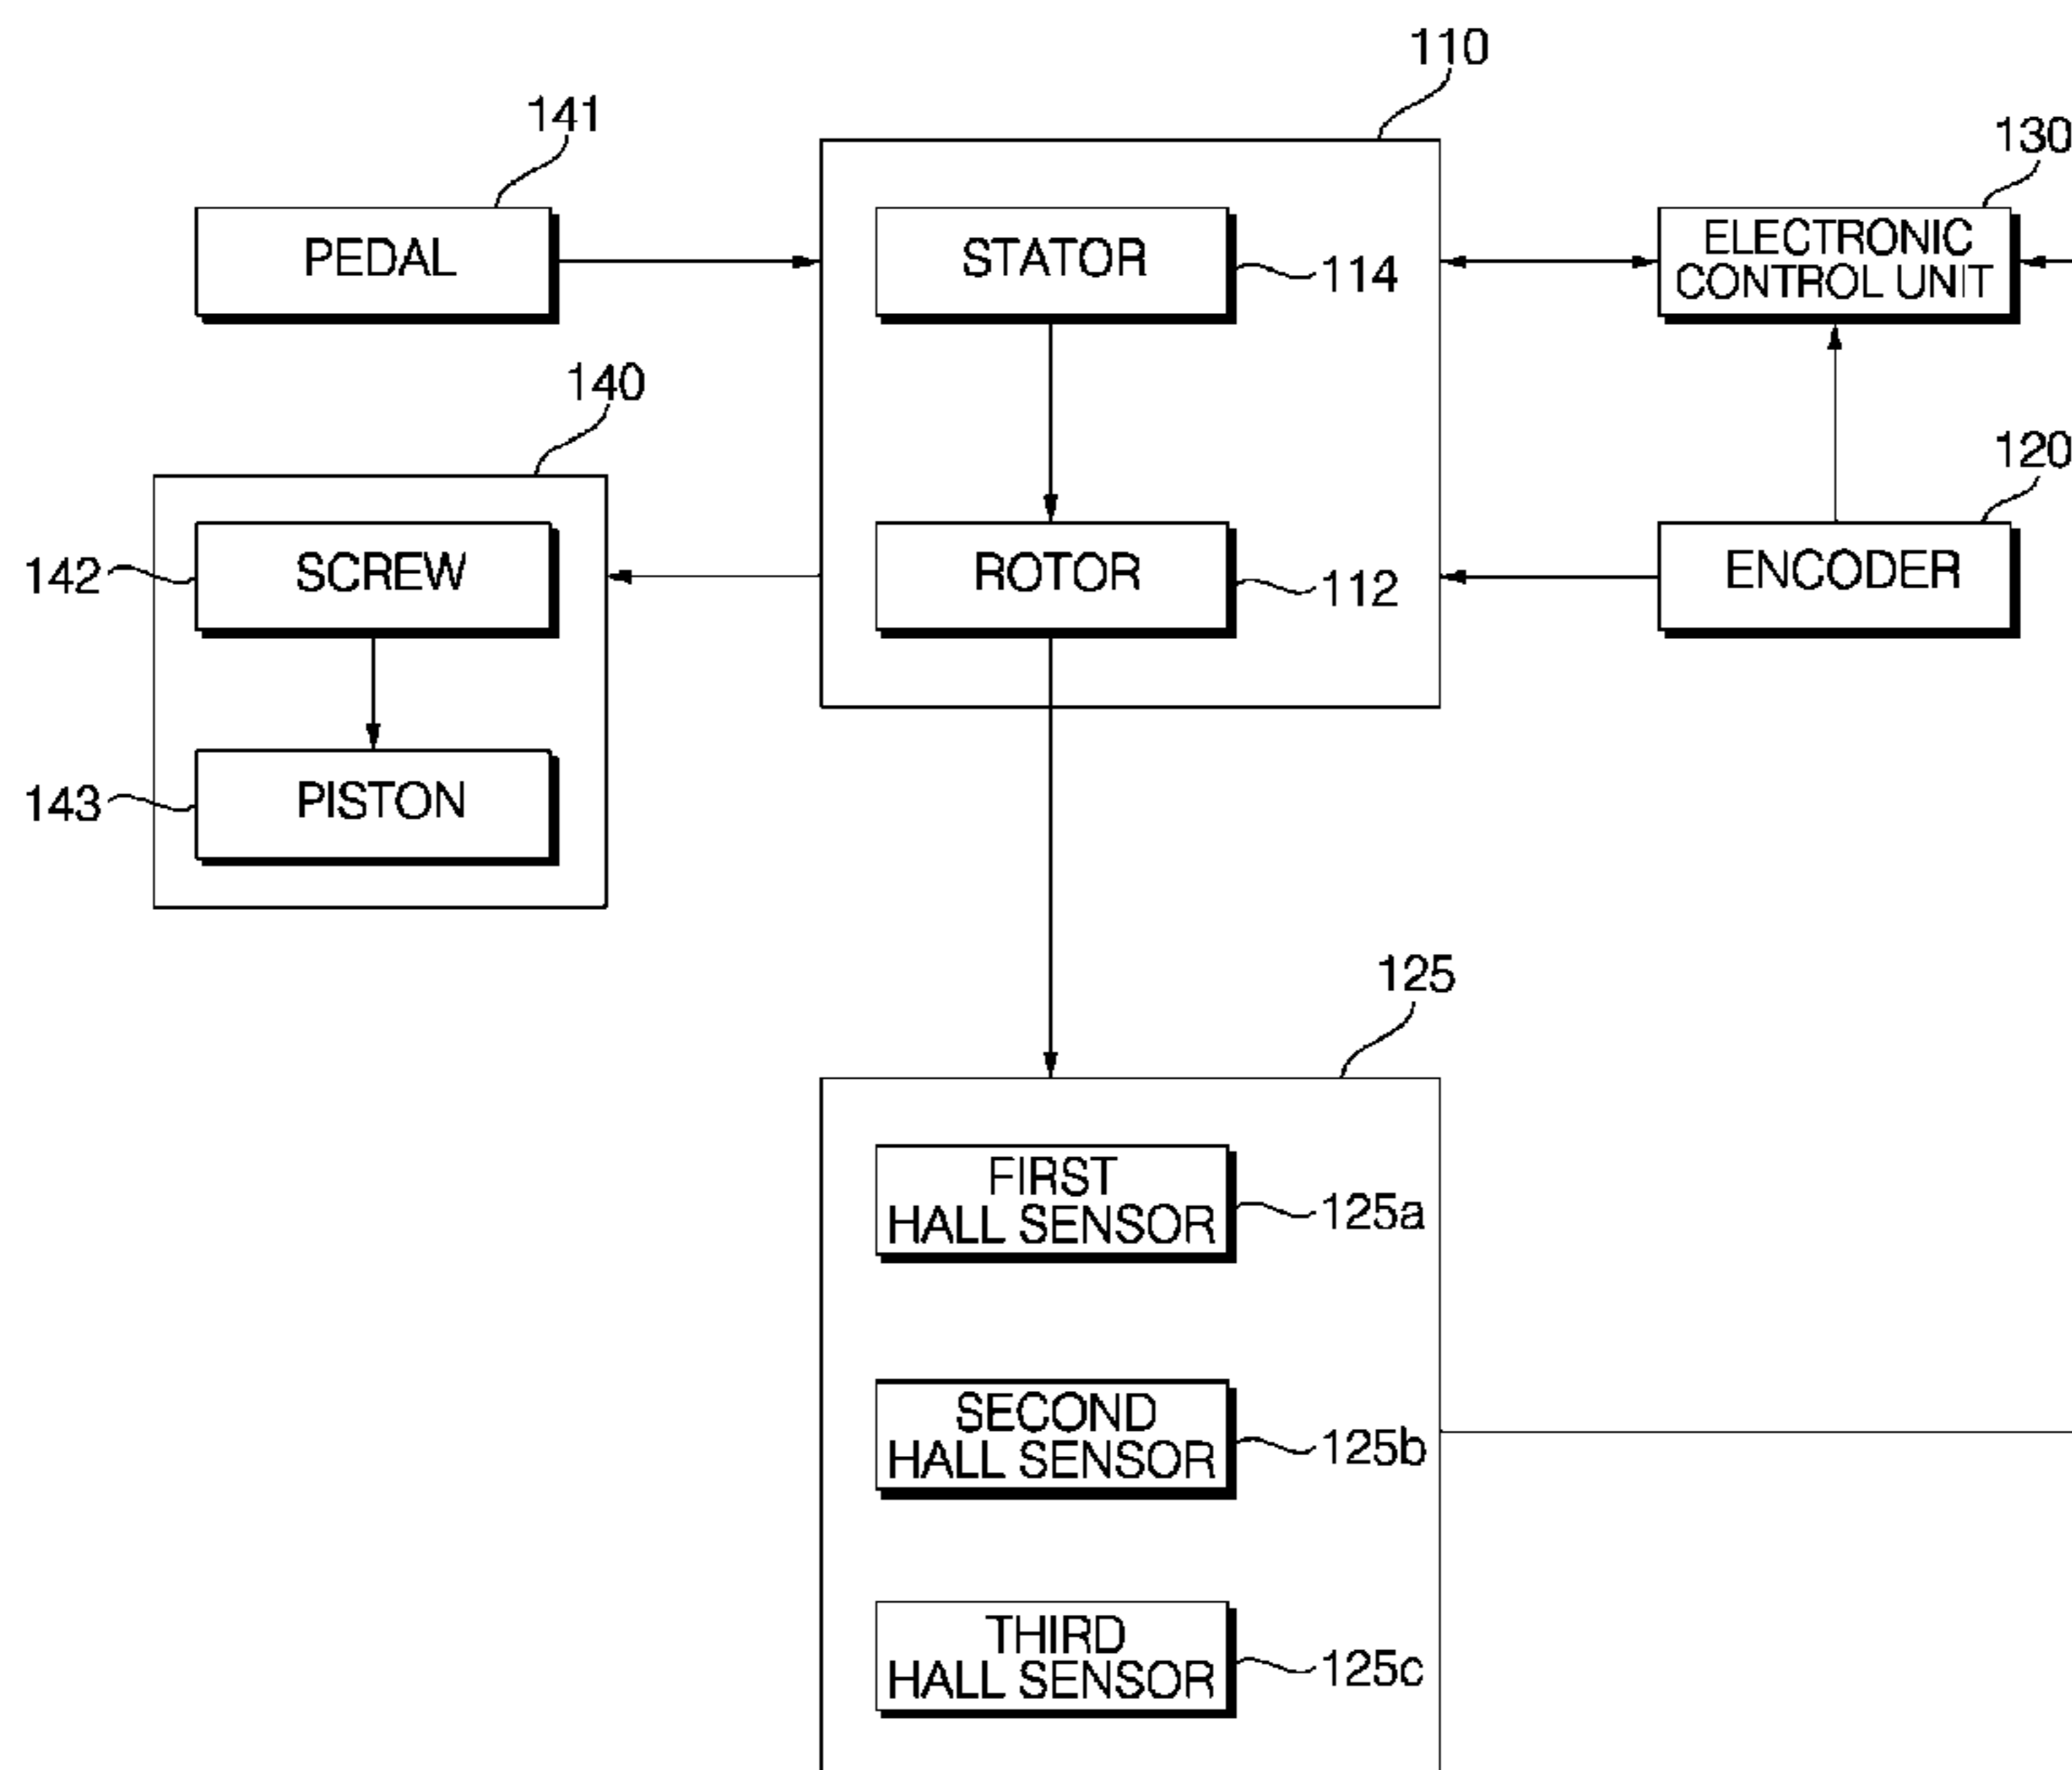 110
141
130
PEDAL
STATOR
114
ELECTRONIC
CONTROL UNIT
140
120
142
SCREW
ROTOR
112
ENCODER
143
PISTON
125
FIRST
HALL SENSOR
125a
SECOND
HALL SENSOR
125b
THIRD
HALL SENSOR
125c